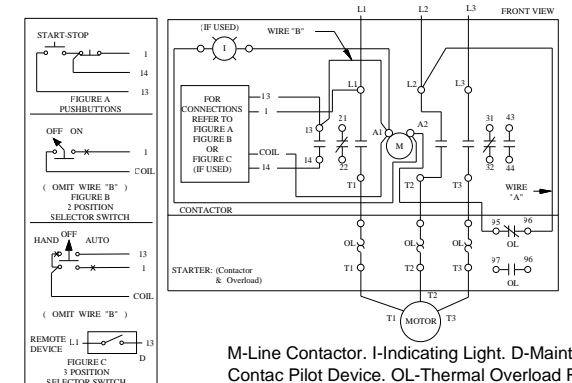 START-STOP
1
14
13
FIGURE A
PUSHBUTTONS
OFF ON
1
COIL
( OMIT WIRE "B" )
FIGURE B
2 POSITION
SELECTOR SWITCH
OFF
HAND AUTO
13
1
COIL
( OMIT WIRE "B" )
REMOTE L1 13
DEVICE D
FIGURE C
3 POSITION
SELECTOR SWITCH
L1 L2 L3 FRONT VIEW
(IF USED) WIRE "B"
I
L1 L2 L3
FOR
CONNECTIONS
REFER TO
FIGURE A
FIGURE B
OR
FIGURE C
(IF USED)
13
1
COIL
14
13 21
14 22
A1 M A2
31 43
32 44
T1 T2 T3
WIRE
"A"
CONTACTOR
95 96
OL
OL OL OL
97 96
OL
STARTER: (Contactor
& Overload)
T1 T2 T3
T2
T1 MOTOR T3
M-Line Contactor. I-Indicating Light. D-Maint
Contac Pilot Device. OL-Thermal Overload